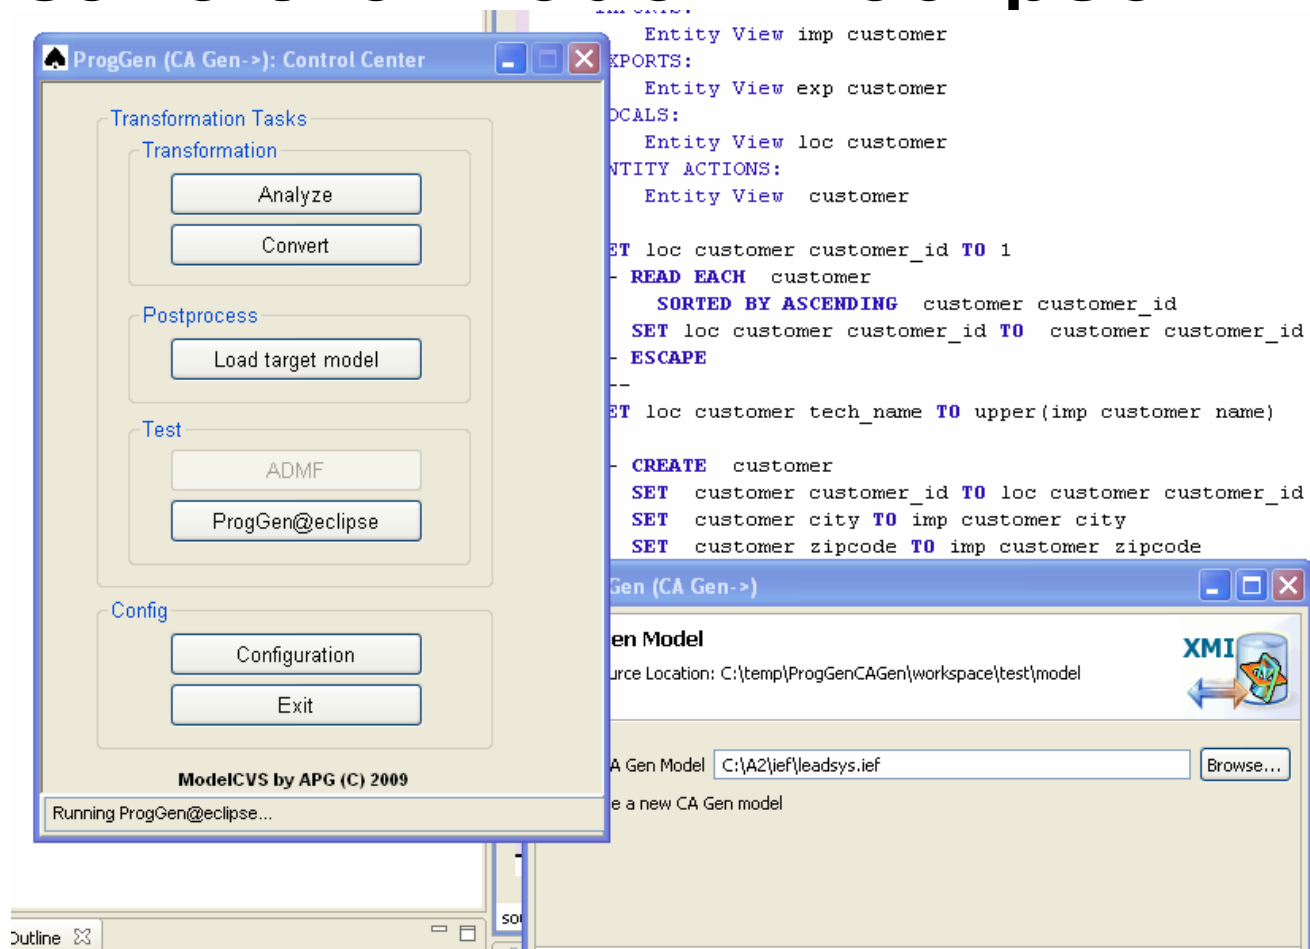 ProgGen (CA Gen->): Control Center
Transformation Tasks
Transformation
Analyze
Convert
Postprocess
Load target model
Test
ADMF
ProgGen@eclipse
Config
Configuration
Exit
ModelCVS by APG (C) 2009
Running ProgGen@eclipse...
Entity View imp customer
XPORTS:
Entity View exp customer
OCALS:
Entity View loc customer
NTITY ACTIONS:
Entity View customer
ET loc customer customer_id TO 1
- READ EACH customer
SORTED BY ASCENDING customer customer_id
SET loc customer customer_id TO customer customer_id
- ESCAPE
--
ET loc customer tech_name TO upper(imp customer name)
- CREATE customer
SET customer customer_id TO loc customer customer_id
SET customer city TO imp customer city
SET customer zipcode TO imp customer zipcode
Gen (CA Gen->)
en Model
urce Location: C:\temp\ProgGenCAGen\workspace\test\model
XMI
A Gen Model C:\A2\ief\leadsys.ief Browse...
e a new CA Gen model
sou
Outline